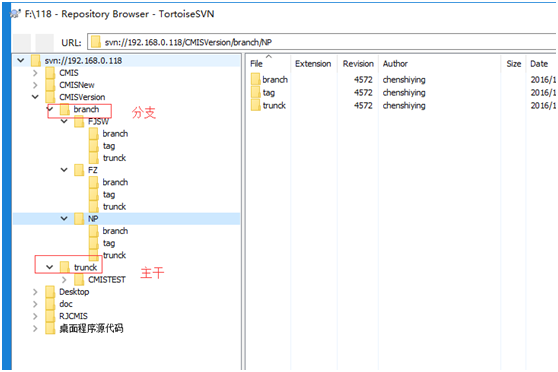 F:\118 - Repository Browser - TortoiseSVN
URL: svn://192.168.0.118/CMISVersion/branch/NP
svn://192.168.0.118
CMIS
CMISNew
CMISVersion
branch 分支
FJSW
branch
tag
trunck
FZ
branch
tag
trunck
NP
branch
tag
trunck
trunck 主干
CMISTEST
Desktop
doc
RJCMIS
桌面程序源代码
File Extension Revision Author Size Date
branch 4572 chenshiying 2016/1
tag 4572 chenshiying 2016/1
trunck 4572 chenshiying 2016/1